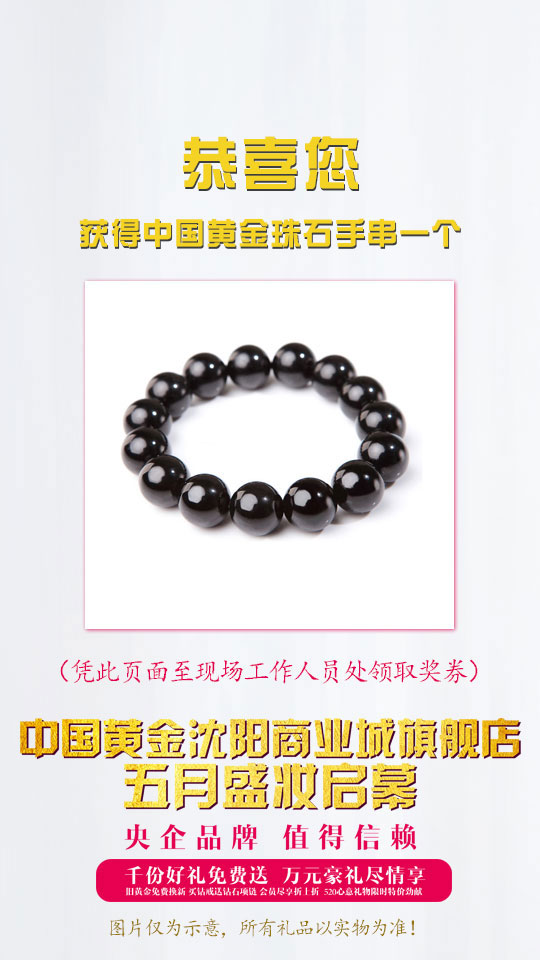 恭喜您
获得中国黄金珠石手串一个
（凭此页面至现场工作人员处领取奖券）
中国黄金沈阳商业城旗舰店
五月盛妆启幕
央企品牌 值得信赖
千份好礼免费送 万元豪礼尽情享
旧黄金免费换新 买钻戒送钻石项链 会员尽享折上折 520心意礼物限时特价劲献
图片仅为示意，所有礼品以实物为准！